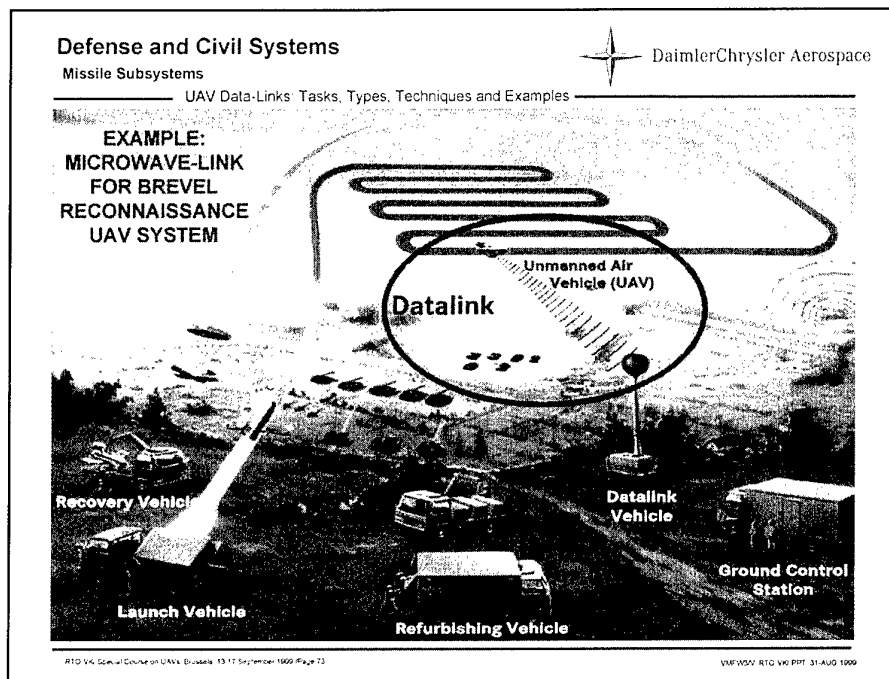 Defense and Civil Systems
DaimlerChrysler Aerospace
Missile Subsystems
UAV Data-Links: Tasks, Types, Techniques and Examples
EXAMPLE:
MICROWAVE-LINK
FOR BREVEL
RECONNAISSANCE
UAV SYSTEM
Unmanned Air
Vehicle (UAV)
Datalink
Recovery Vehicle
Datalink
Vehicle
Ground Control
Station
Launch Vehicle
Refurbishing Vehicle
RTO VKI Special Course on UAVs, Brussels, 13-17 September 1999 /Page 73
RTO VKI.PPT 31-AUG 1999